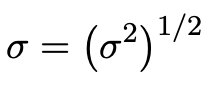 σ = (σ²)^{1/2}